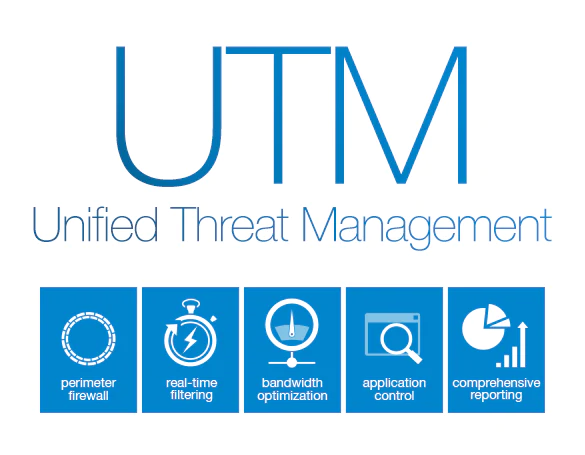 UTM
Unified Threat Management
perimeter
firewall
real-time
filtering
bandwidth
optimization
application
control
comprehensive
reporting